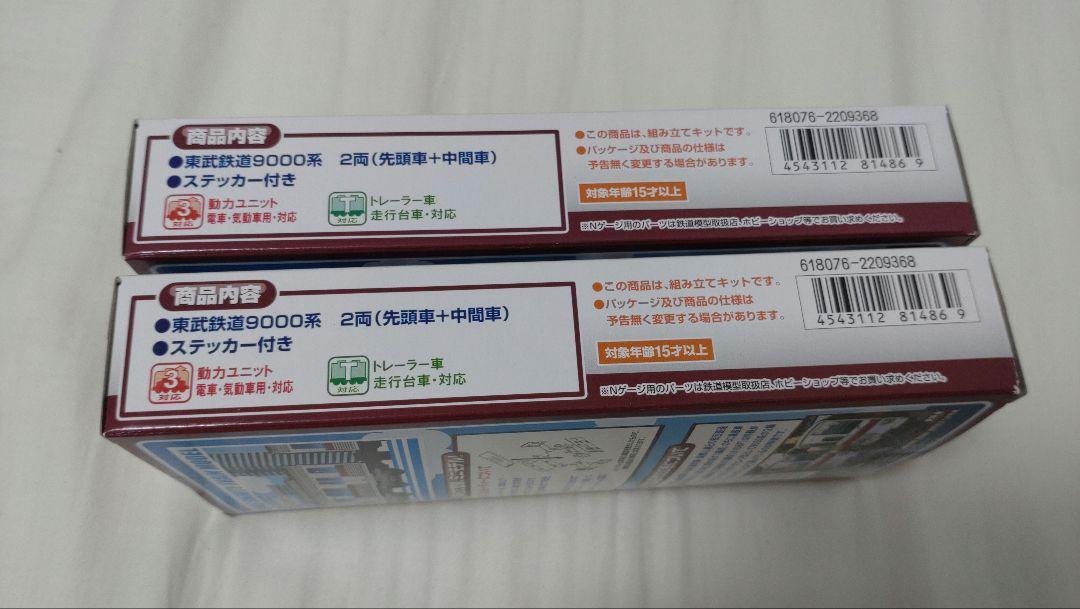 商品内容
●東武鉄道9000系 2両(先頭車+中間車)
●ステッカー付き
3
対応
動力ユニット
電車・気動車用・対応
T
対応
トレーラー車
走行台車・対応
●この商品は、組み立てキットです。
●パッケージ及び商品の仕様は
予告無く変更する場合があります。
対象年齢15才以上
618076-2209368
4543112 281486 9
※Nゲージ用のパーツは鉄道模型取扱店、ホビーショップ等でお買い求めください。
商品内容
●東武鉄道9000系 2両(先頭車+中間車)
●ステッカー付き
3
対応
動力ユニット
電車・気動車用・対応
T
対応
トレーラー車
走行台車・対応
●この商品は、組み立てキットです。
●パッケージ及び商品の仕様は
予告無く変更する場合があります。
対象年齢15才以上
618076-2209368
4543112 281486 9
※Nゲージ用のパーツは鉄道模型取扱店、ホビーショップ等でお買い求めください。